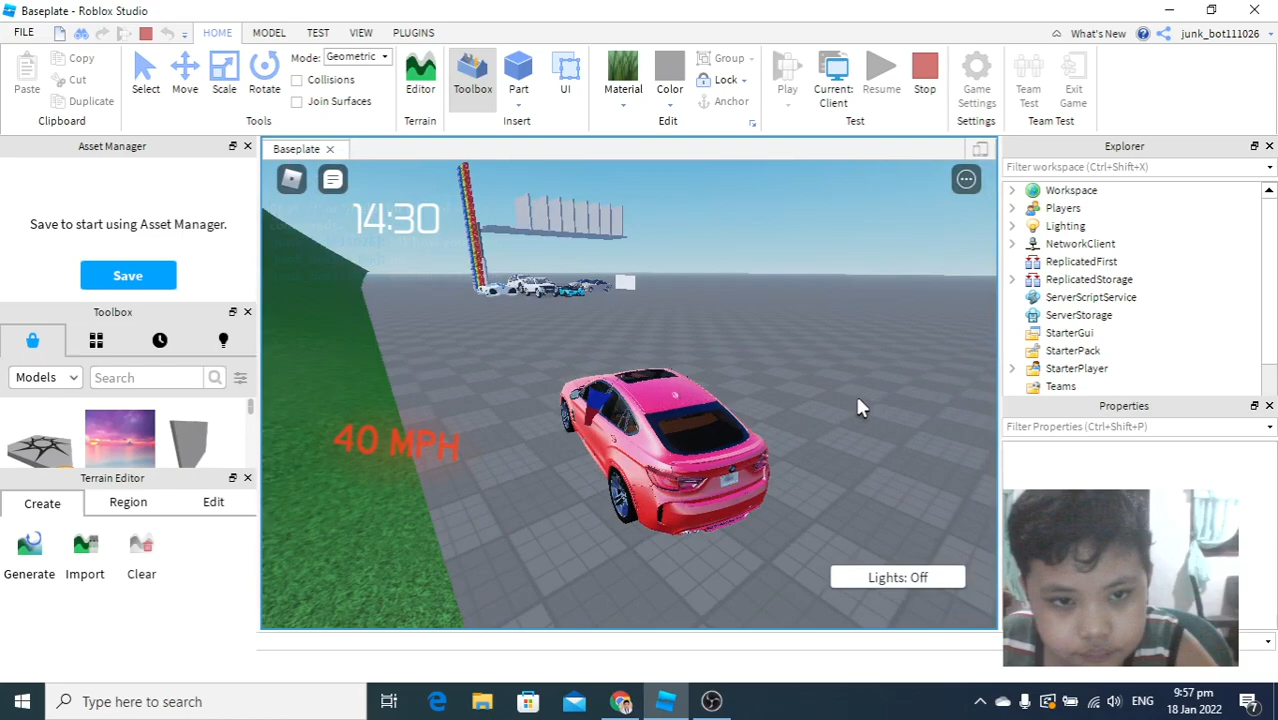 Baseplate - Roblox Studio
FILE
HOME
MODEL
TEST
VIEW
PLUGINS
What's New
junk_bot111026
Paste
Copy
Cut
Duplicate
Clipboard
Select
Move
Scale
Rotate
Mode: Geometric
Collisions
Join Surfaces
Tools
Editor
Terrain
Toolbox
Part
UI
Insert
Material
Color
Group
Lock
Anchor
Edit
Play
Current: Client
Resume
Stop
Test
Game Settings
Settings
Team Test
Exit Game
Team Test
Asset Manager
Save to start using Asset Manager.
Save
Toolbox
Models
Search
Terrain Editor
Create
Region
Edit
Generate
Import
Clear
Baseplate
14:30
40 MPH
Lights: Off
Explorer
Filter workspace (Ctrl+Shift+X)
Workspace
Players
Lighting
NetworkClient
ReplicatedFirst
ReplicatedStorage
ServerScriptService
ServerStorage
StarterGui
StarterPack
StarterPlayer
Teams
Properties
Filter Properties (Ctrl+Shift+P)
Type here to search
ENG
9:57 pm
18 Jan 2022
7